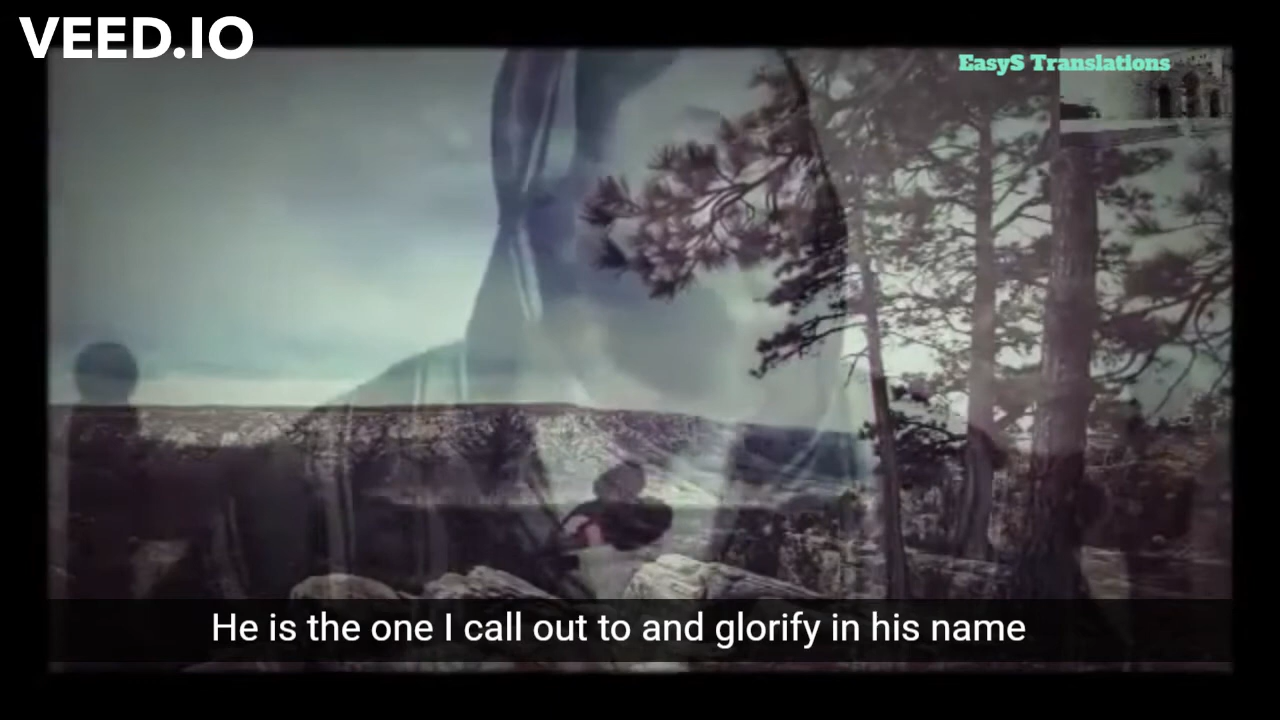 VEED.IO
EasyS Translations
He is the one I call out to and glorify in his name